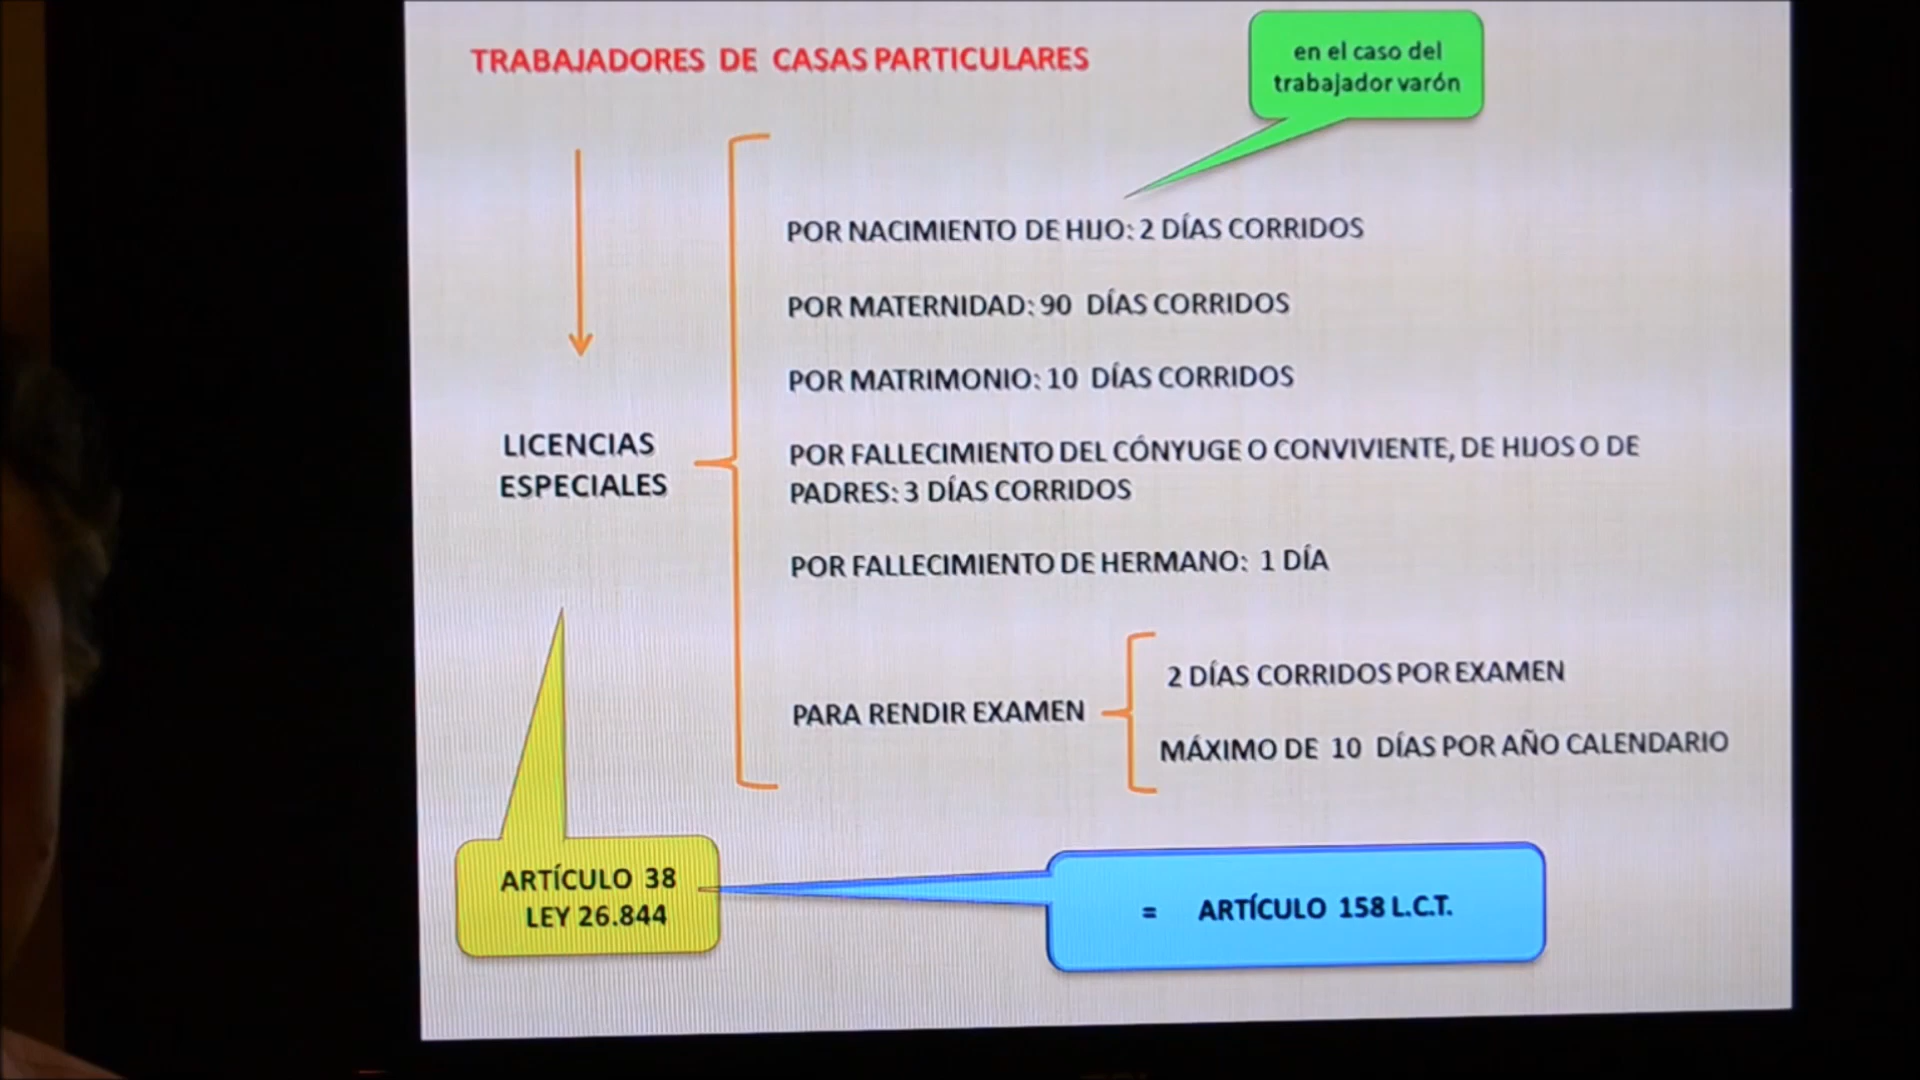 TRABAJADORES DE CASAS PARTICULARES
en el caso del
trabajador varón
POR NACIMIENTO DE HIJO: 2 DÍAS CORRIDOS
POR MATERNIDAD: 90 DÍAS CORRIDOS
POR MATRIMONIO: 10 DÍAS CORRIDOS
LICENCIAS
ESPECIALES
POR FALLECIMIENTO DEL CÓNYUGE O CONVIVIENTE, DE HIJOS O DE
PADRES: 3 DÍAS CORRIDOS
POR FALLECIMIENTO DE HERMANO: 1 DÍA
PARA RENDIR EXAMEN
2 DÍAS CORRIDOS POR EXAMEN
MÁXIMO DE 10 DÍAS POR AÑO CALENDARIO
ARTÍCULO 38
LEY 26.844
= ARTÍCULO 158 L.C.T.